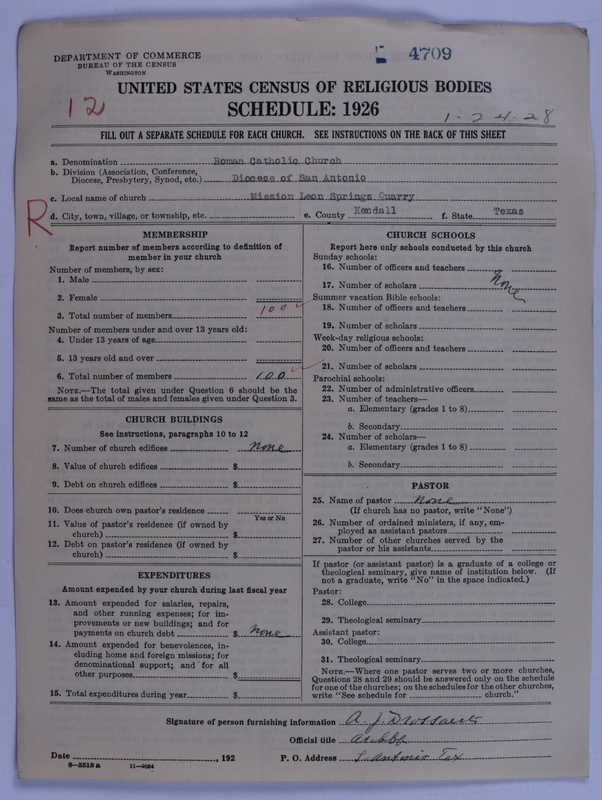 DEPARTMENT OF COMMERCE
BUREAU OF THE CENSUS
WASHINGTON
4709
UNITED STATES CENSUS OF RELIGIOUS BODIES
12
SCHEDULE: 1926
1-24-28
FILL OUT A SEPARATE SCHEDULE FOR EACH CHURCH. SEE INSTRUCTIONS ON THE BACK OF THIS SHEET
a. Denomination Roman Catholic Church
b. Division (Association, Conference,
Diocese, Presbytery, Synod, etc.) Diocese of San Antonio
c. Local name of church Mission Leon Springs Quarry
R
d. City, town, village, or township, etc. e. County Kendall f. State Texas
MEMBERSHIP
Report number of members according to definition of
member in your church
Number of members, by sex:
1. Male
2. Female
3. Total number of members 100
Number of members under and over 13 years old:
4. Under 13 years of age
5. 13 years old and over
6. Total number of members 100
NOTE.—The total given under Question 6 should be the
same as the total of males and females given under Question 3.
CHURCH BUILDINGS
See instructions, paragraphs 10 to 12
7. Number of church edifices None
8. Value of church edifices $
9. Debt on church edifices $
10. Does church own pastor's residence
Yes or No
11. Value of pastor's residence (if owned by
church) $
12. Debt on pastor's residence (if owned by
church) $
EXPENDITURES
Amount expended by your church during last fiscal year
13. Amount expended for salaries, repairs,
and other running expenses; for im-
provements or new buildings; and for
payments on church debt $ None
14. Amount expended for benevolences, in-
cluding home and foreign missions; for
denominational support; and for all
other purposes $
15. Total expenditures during year $
CHURCH SCHOOLS
Report here only schools conducted by this church
Sunday schools:
16. Number of officers and teachers
None
17. Number of scholars
Summer vacation Bible schools:
18. Number of officers and teachers
19. Number of scholars
Week-day religious schools:
20. Number of officers and teachers
21. Number of scholars
Parochial schools:
22. Number of administrative officers
23. Number of teachers—
a. Elementary (grades 1 to 8)
b. Secondary
24. Number of scholars—
a. Elementary (grades 1 to 8)
b. Secondary
PASTOR
25. Name of pastor None
(If church has no pastor, write "None")
26. Number of ordained ministers, if any, em-
ployed as assistant pastors
27. Number of other churches served by the
pastor or his assistants
If pastor (or assistant pastor) is a graduate of a college or
theological seminary, give name of institution below. (If
not a graduate, write "No" in the space indicated.)
Pastor:
28. College
29. Theological seminary
Assistant pastor:
30. College
31. Theological seminary
NOTE.—Where one pastor serves two or more churches,
Questions 28 and 29 should be answered only on the schedule
for one of the churches; on the schedules for the other churches,
write "See schedule for church."
Signature of person furnishing information A. J. Drossaerts
Official title
Date , 192 P. O. Address S. Antonio Tex
8-5518a 11-9034